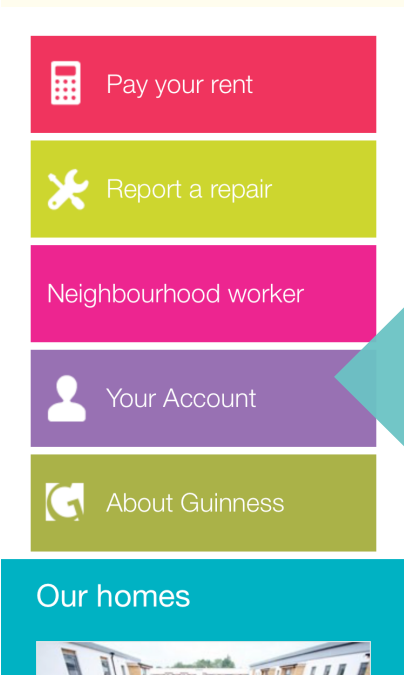 Pay your rent
Report a repair
Neighbourhood worker
Your Account
About Guinness
Our homes